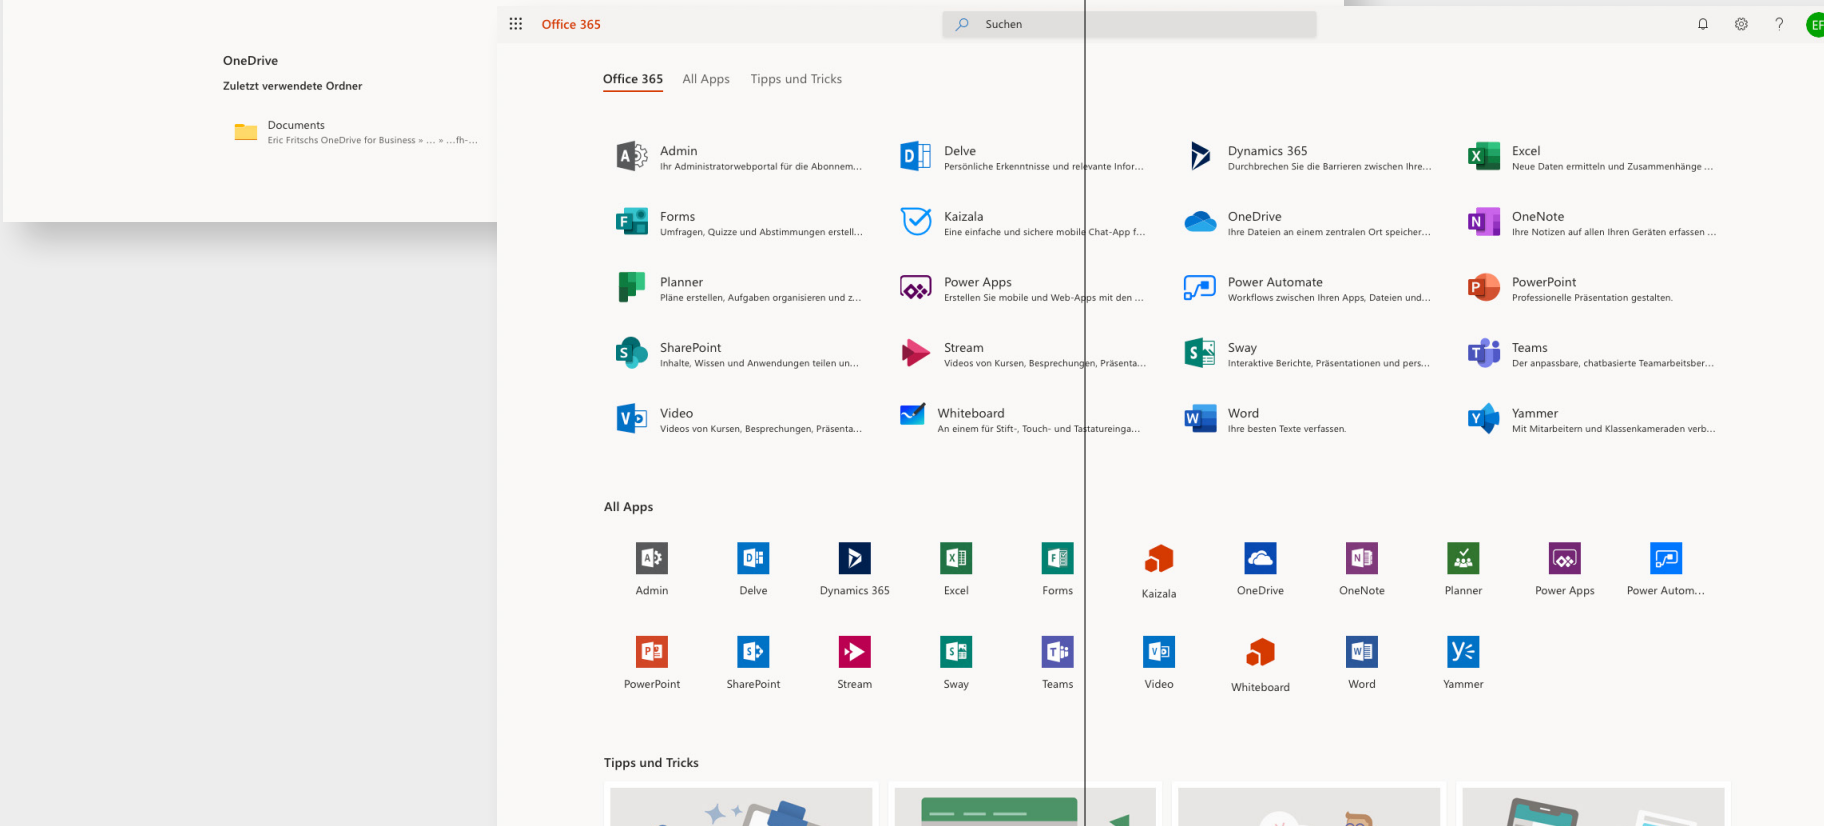 OneDrive
Zuletzt verwendete Ordner
Documents
Eric Fritschs OneDrive for Business » ... » ...fh-...
Office 365
Suchen
EF
Office 365
All Apps
Tipps und Tricks
Admin
Ihr Administratorwebportal für die Abonnem...
Delve
Persönliche Erkenntnisse und relevante Infor...
Dynamics 365
Durchbrechen Sie die Barrieren zwischen Ihre...
Excel
Neue Daten ermitteln und Zusammenhänge ...
Forms
Umfragen, Quizze und Abstimmungen erstell...
Kaizala
Eine einfache und sichere mobile Chat-App f...
OneDrive
Ihre Dateien an einem zentralen Ort speicher...
OneNote
Ihre Notizen auf allen Ihren Geräten erfassen ...
Planner
Pläne erstellen, Aufgaben organisieren und z...
Power Apps
Erstellen Sie mobile und Web-Apps mit den ...
Power Automate
Workflows zwischen Ihren Apps, Dateien und...
PowerPoint
Professionelle Präsentation gestalten.
SharePoint
Inhalte, Wissen und Anwendungen teilen un...
Stream
Videos von Kursen, Besprechungen, Präsenta...
Sway
Interaktive Berichte, Präsentationen und pers...
Teams
Der anpassbare, chatbasierte Teamarbeitsber...
Video
Videos von Kursen, Besprechungen, Präsenta...
Whiteboard
An einem für Stift-, Touch- und Tastatureinga...
Word
Ihre besten Texte verfassen.
Yammer
Mit Mitarbeitern und Klassenkameraden verb...
All Apps
Admin
Delve
Dynamics 365
Excel
Forms
Kaizala
OneDrive
OneNote
Planner
Power Apps
Power Autom...
PowerPoint
SharePoint
Stream
Sway
Teams
Video
Whiteboard
Word
Yammer
Tipps und Tricks